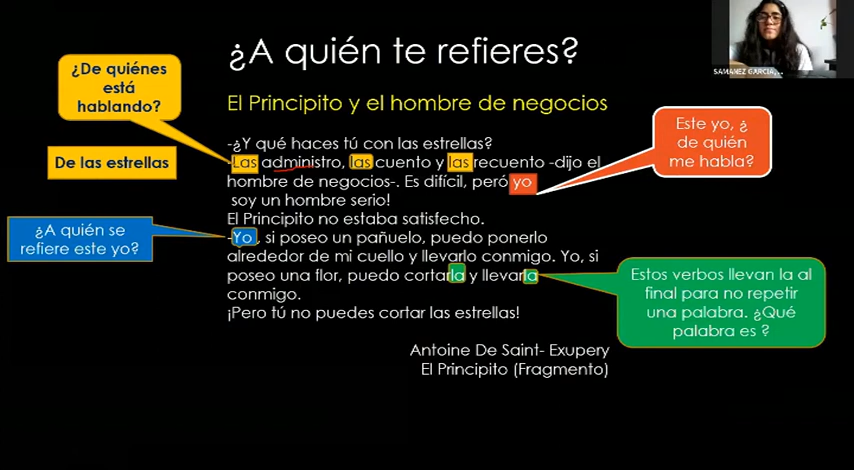 ¿A quién te refieres?
SAMANEZ GARCIA,...
¿De quiénes
está
hablando?
El Principito y el hombre de negocios
Este yo, ¿
de quién
me habla?
De las estrellas
-¿Y qué haces tú con las estrellas?
-Las administro, las cuento y las recuento -dijo el
hombre de negocios-. Es difícil, peró yo
soy un hombre serio!
El Principito no estaba satisfecho.
-Yo, si poseo un pañuelo, puedo ponerlo
alrededor de mi cuello y llevarlo conmigo. Yo, si
poseo una flor, puedo cortarla y llevarla
conmigo.
¡Pero tú no puedes cortar las estrellas!
¿A quién se
refiere este yo?
Estos verbos llevan la al
final para no repetir
una palabra. ¿Qué
palabra es ?
Antoine De Saint- Exupery
El Principito (Fragmento)